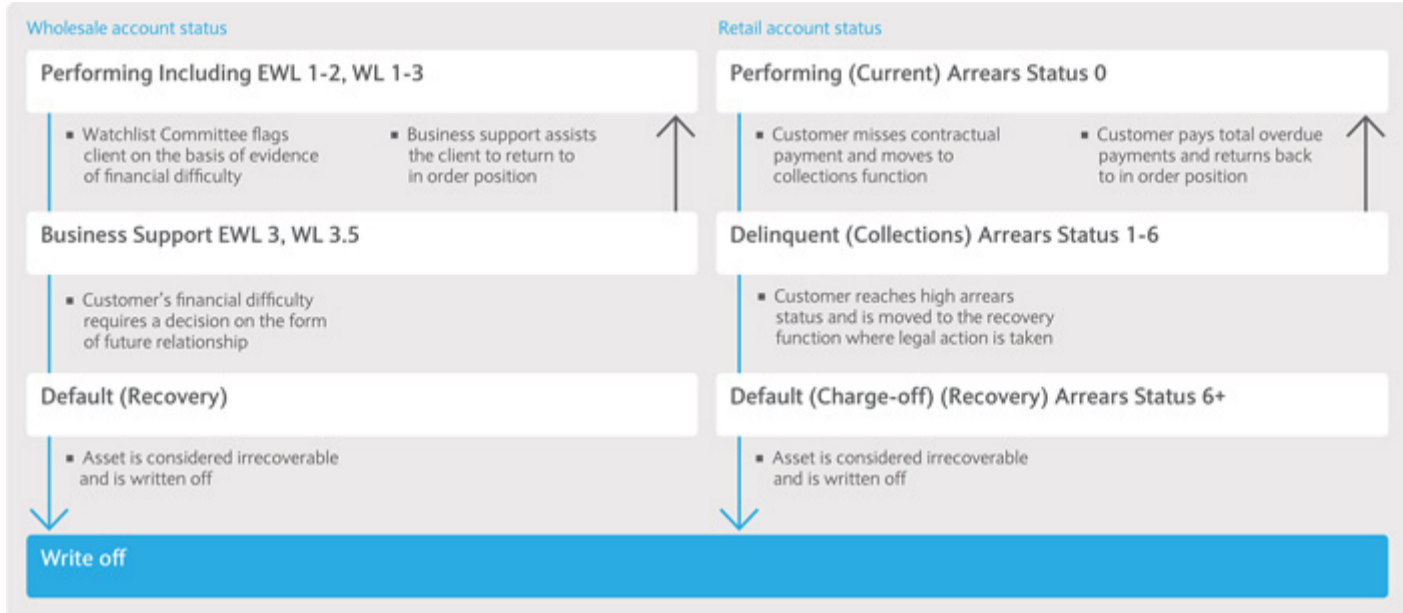 Wholesale account status
Performing Including EWL 1-2, WL 1-3
▪ Watchlist Committee flags
client on the basis of evidence
of financial difficulty
▪ Business support assists
the client to return to
in order position
Business Support EWL 3, WL 3.5
▪ Customer's financial difficulty
requires a decision on the form
of future relationship
Default (Recovery)
▪ Asset is considered irrecoverable
and is written off
Retail account status
Performing (Current) Arrears Status 0
▪ Customer misses contractual
payment and moves to
collections function
▪ Customer pays total overdue
payments and returns back
to in order position
Delinquent (Collections) Arrears Status 1-6
▪ Customer reaches high arrears
status and is moved to the recovery
function where legal action is taken
Default (Charge-off) (Recovery) Arrears Status 6+
▪ Asset is considered irrecoverable
and is written off
Write off